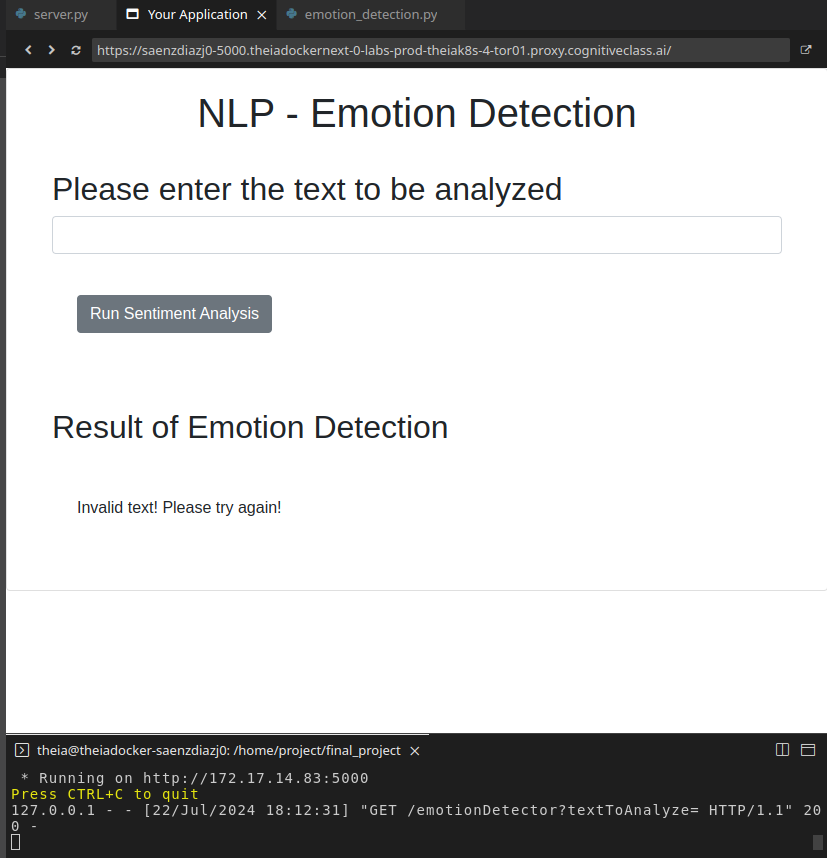 server.py Your Application emotion_detection.py
https://saenzdiazj0-5000.theiadockernext-0-labs-prod-theiak8s-4-tor01.proxy.cognitiveclass.ai/
NLP - Emotion Detection
Please enter the text to be analyzed
Run Sentiment Analysis
Result of Emotion Detection
Invalid text! Please try again!
theia@theiadocker-saenzdiazj0: /home/project/final_project
* Running on http://172.17.14.83:5000
Press CTRL+C to quit
127.0.0.1 - - [22/Jul/2024 18:12:31] "GET /emotionDetector?textToAnalyze= HTTP/1.1" 20
0 -